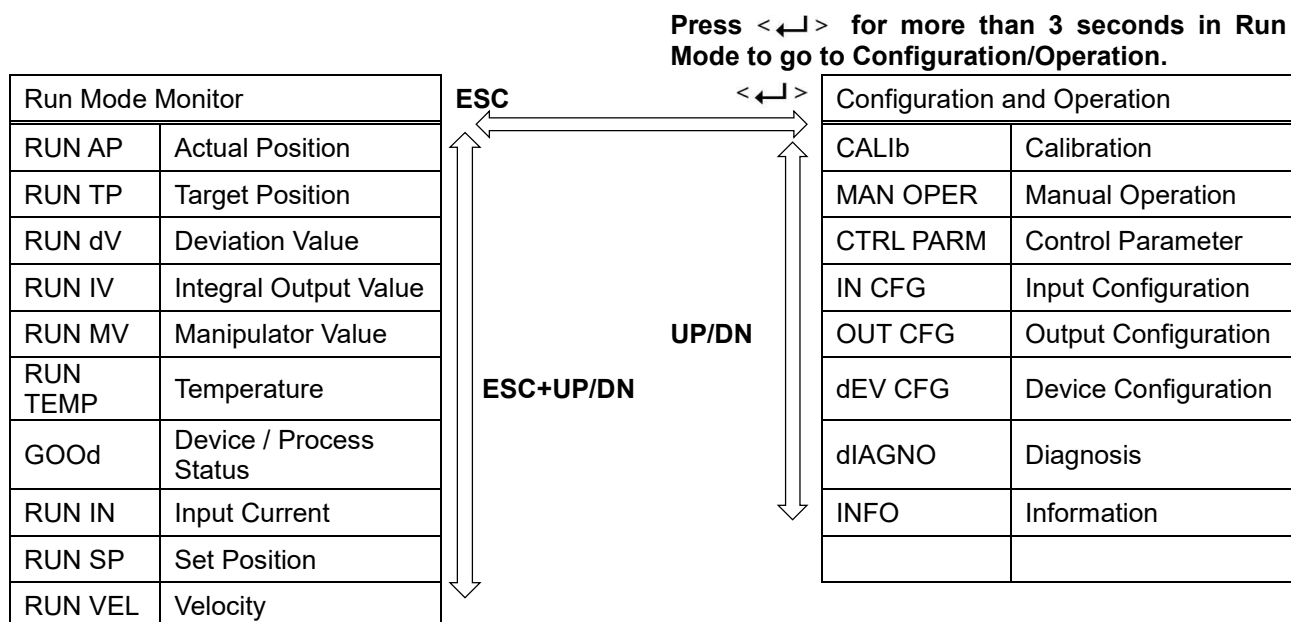 Press <↵> for more than 3 seconds in Run
Mode to go to Configuration/Operation.
Run Mode Monitor
ESC
<↵>
Configuration and Operation
RUN AP Actual Position
CALIb Calibration
RUN TP Target Position
MAN OPER Manual Operation
RUN dV Deviation Value
CTRL PARM Control Parameter
RUN IV Integral Output Value
IN CFG Input Configuration
RUN MV Manipulator Value
UP/DN
OUT CFG Output Configuration
RUN
TEMP
Temperature
ESC+UP/DN
dEV CFG Device Configuration
GOOd
Device / Process
Status
dIAGNO Diagnosis
RUN IN Input Current
INFO Information
RUN SP Set Position
RUN VEL Velocity